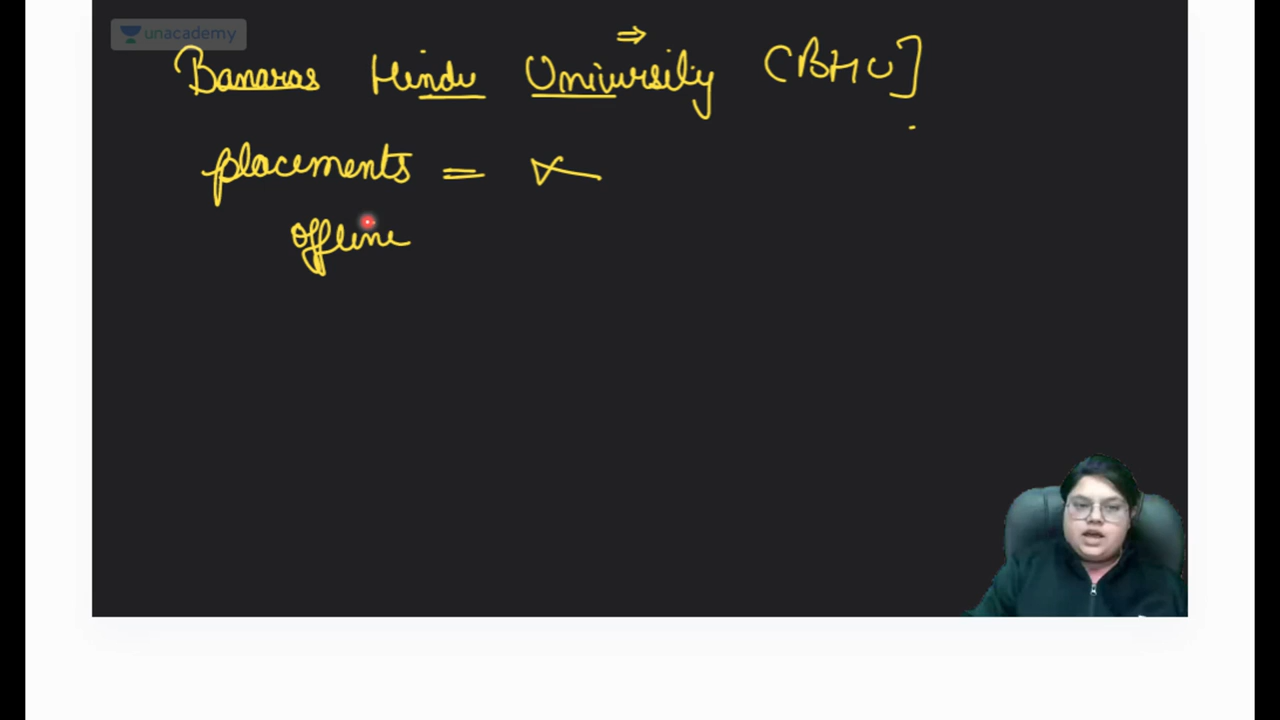 unacademy
⇒
Banaras Hindu University (BHU]
placements =
offline